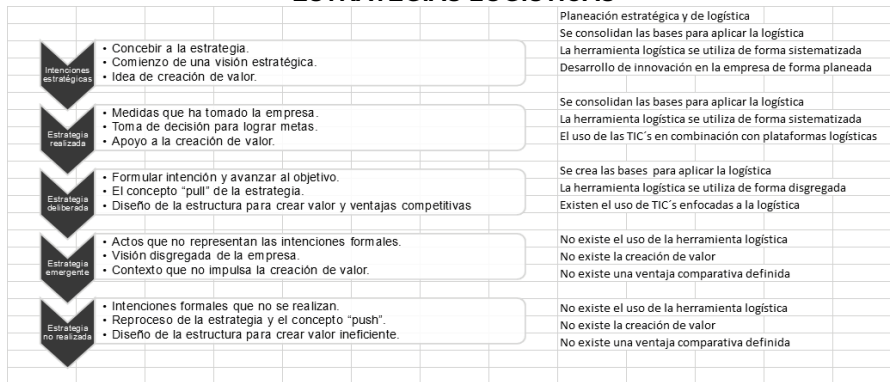 ESTRATEGIAS LOGÍSTICAS
Planeación estratégica y de logística
Se consolidan las bases para aplicar la logística
La herramienta logística se utiliza de forma sistematizada
Desarrollo de innovación en la empresa de forma planeada
Intenciones
estratégicas
• Concebir a la estrategia.
• Comienzo de una visión estratégica.
• Idea de creación de valor.
Se consolidan las bases para aplicar la logística
La herramienta logística se utiliza de forma sistematizada
El uso de las TIC´s en combinación con plataformas logísticas
Estrategia
realizada
• Medidas que ha tomado la empresa.
• Toma de decisión para lograr metas.
• Apoyo a la creación de valor.
Se crea las bases para aplicar la logística
La herramienta logística se utiliza de forma disgregada
Existen el uso de TIC´s enfocadas a la logística
Estrategia
deliberada
• Formular intención y avanzar al objetivo.
• El concepto “pull” de la estrategia.
• Diseño de la estructura para crear valor y ventajas competitivas
No existe el uso de la herramienta logística
No existe la creación de valor
No existe una ventaja comparativa definida
Estrategia
emergente
• Actos que no representan las intenciones formales.
• Visión disgregada de la empresa.
• Contexto que no impulsa la creación de valor.
No existe el uso de la herramienta logística
No existe la creación de valor
No existe una ventaja comparativa definida
Estrategia
no realizada
• Intenciones formales que no se realizan.
• Reproceso de la estrategia y el concepto “push”.
• Diseño de la estructura para crear valor ineficiente.